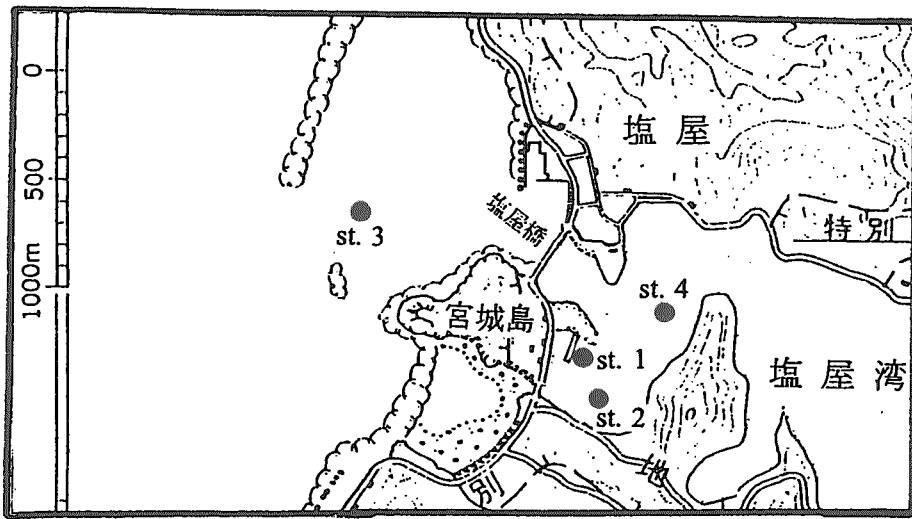 0
500
1000m
塩屋
塩屋橋
特別
st. 3
st. 4
宮城島
st. 1
塩屋湾
st. 2
地
別